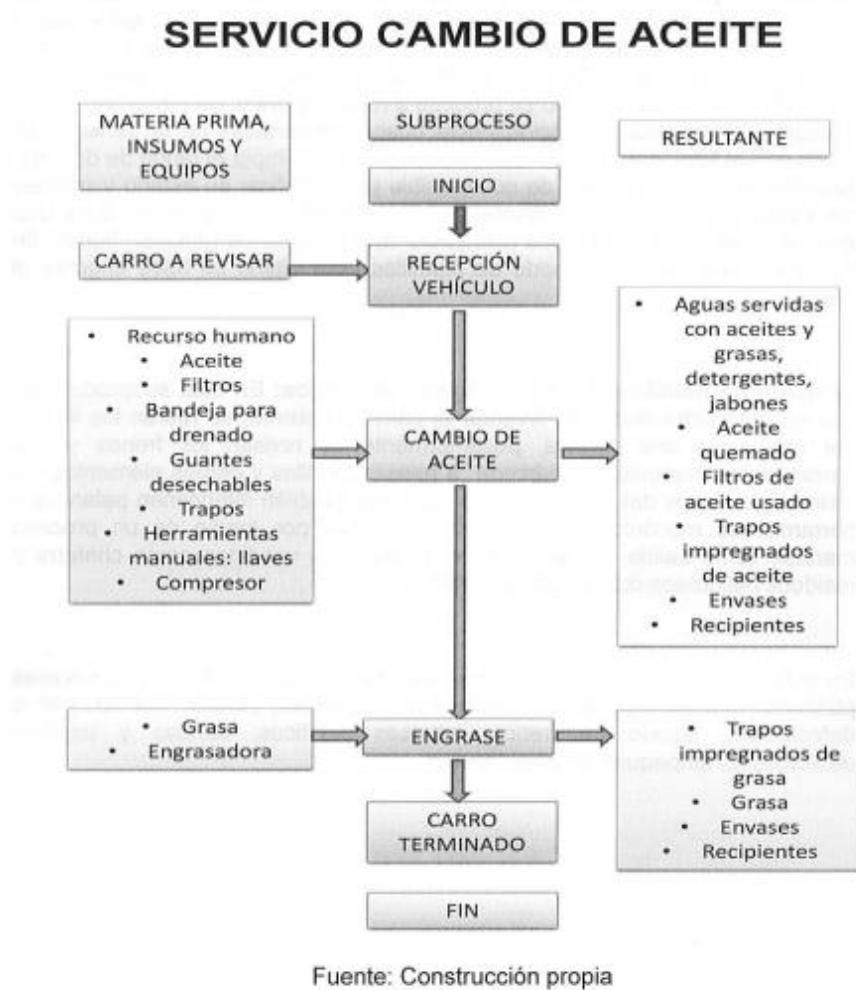 SERVICIO CAMBIO DE ACEITE
MATERIA PRIMA,
INSUMOS Y
EQUIPOS
SUBPROCESO
RESULTANTE
INICIO
CARRO A REVISAR
RECEPCIÓN
VEHÍCULO
• Recurso humano
• Aceite
• Filtros
• Bandeja para
drenado
• Guantes
desechables
• Trapos
• Herramientas
manuales: llaves
• Compresor
CAMBIO DE
ACEITE
• Aguas servidas
con aceites y
grasas,
detergentes,
jabones
• Aceite
quemado
• Filtros de
aceite usado
• Trapos
impregnados
de aceite
• Envases
• Recipientes
• Grasa
• Engrasadora
ENGRASE
• Trapos
impregnados de
grasa
• Grasa
• Envases
• Recipientes
CARRO
TERMINADO
FIN
Fuente: Construcción propia